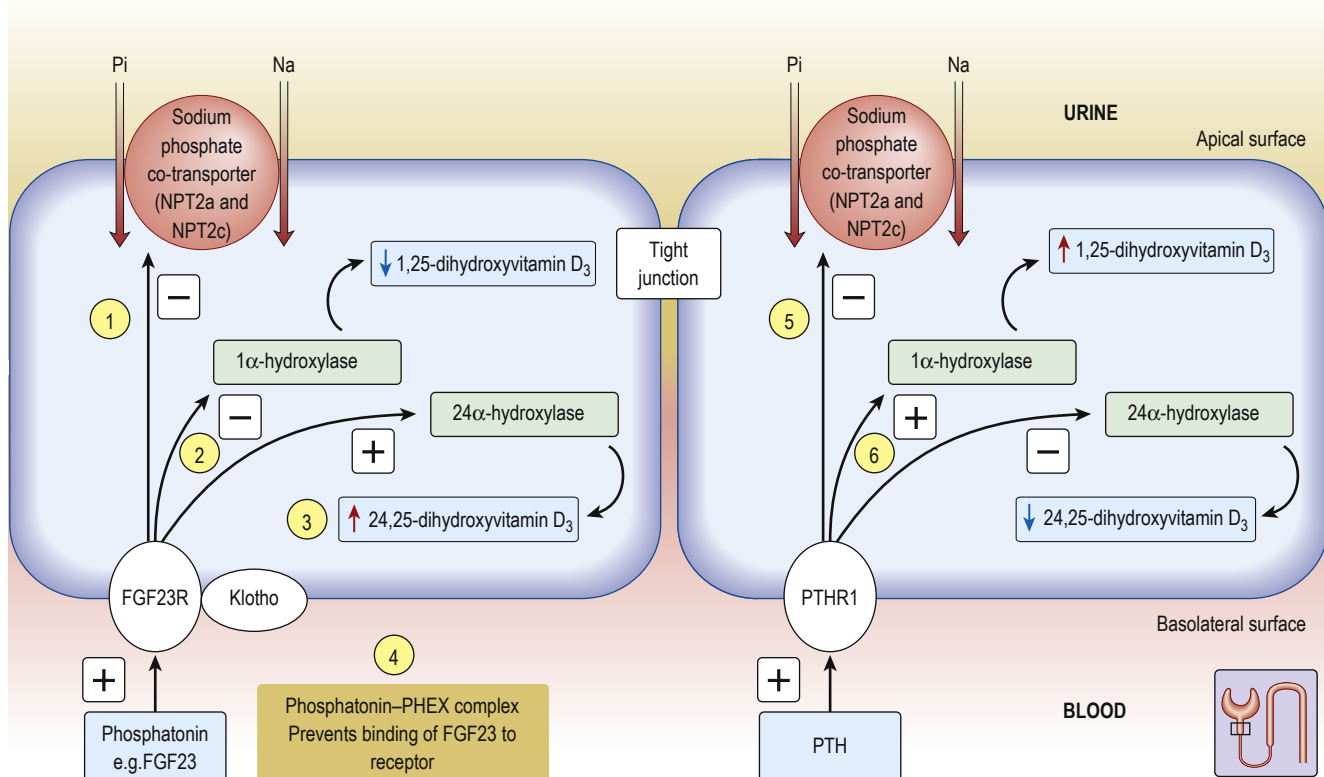 Pi
Na
Sodium
phosphate
co-transporter
(NPT2a and
NPT2c)
↓ 1,25-dihydroxyvitamin D₃
1
−
1α-hydroxylase
−
2
24α-hydroxylase
+
3
↑ 24,25-dihydroxyvitamin D₃
FGF23R
Klotho
+
4
Phosphatonin
e.g.FGF23
Phosphatonin–PHEX complex
Prevents binding of FGF23 to
receptor
Tight
junction
Pi
Na
URINE
Apical surface
Sodium
phosphate
co-transporter
(NPT2a and
NPT2c)
↑ 1,25-dihydroxyvitamin D₃
5
−
1α-hydroxylase
+
6
24α-hydroxylase
−
↓ 24,25-dihydroxyvitamin D₃
PTHR1
Basolateral surface
+
PTH
BLOOD